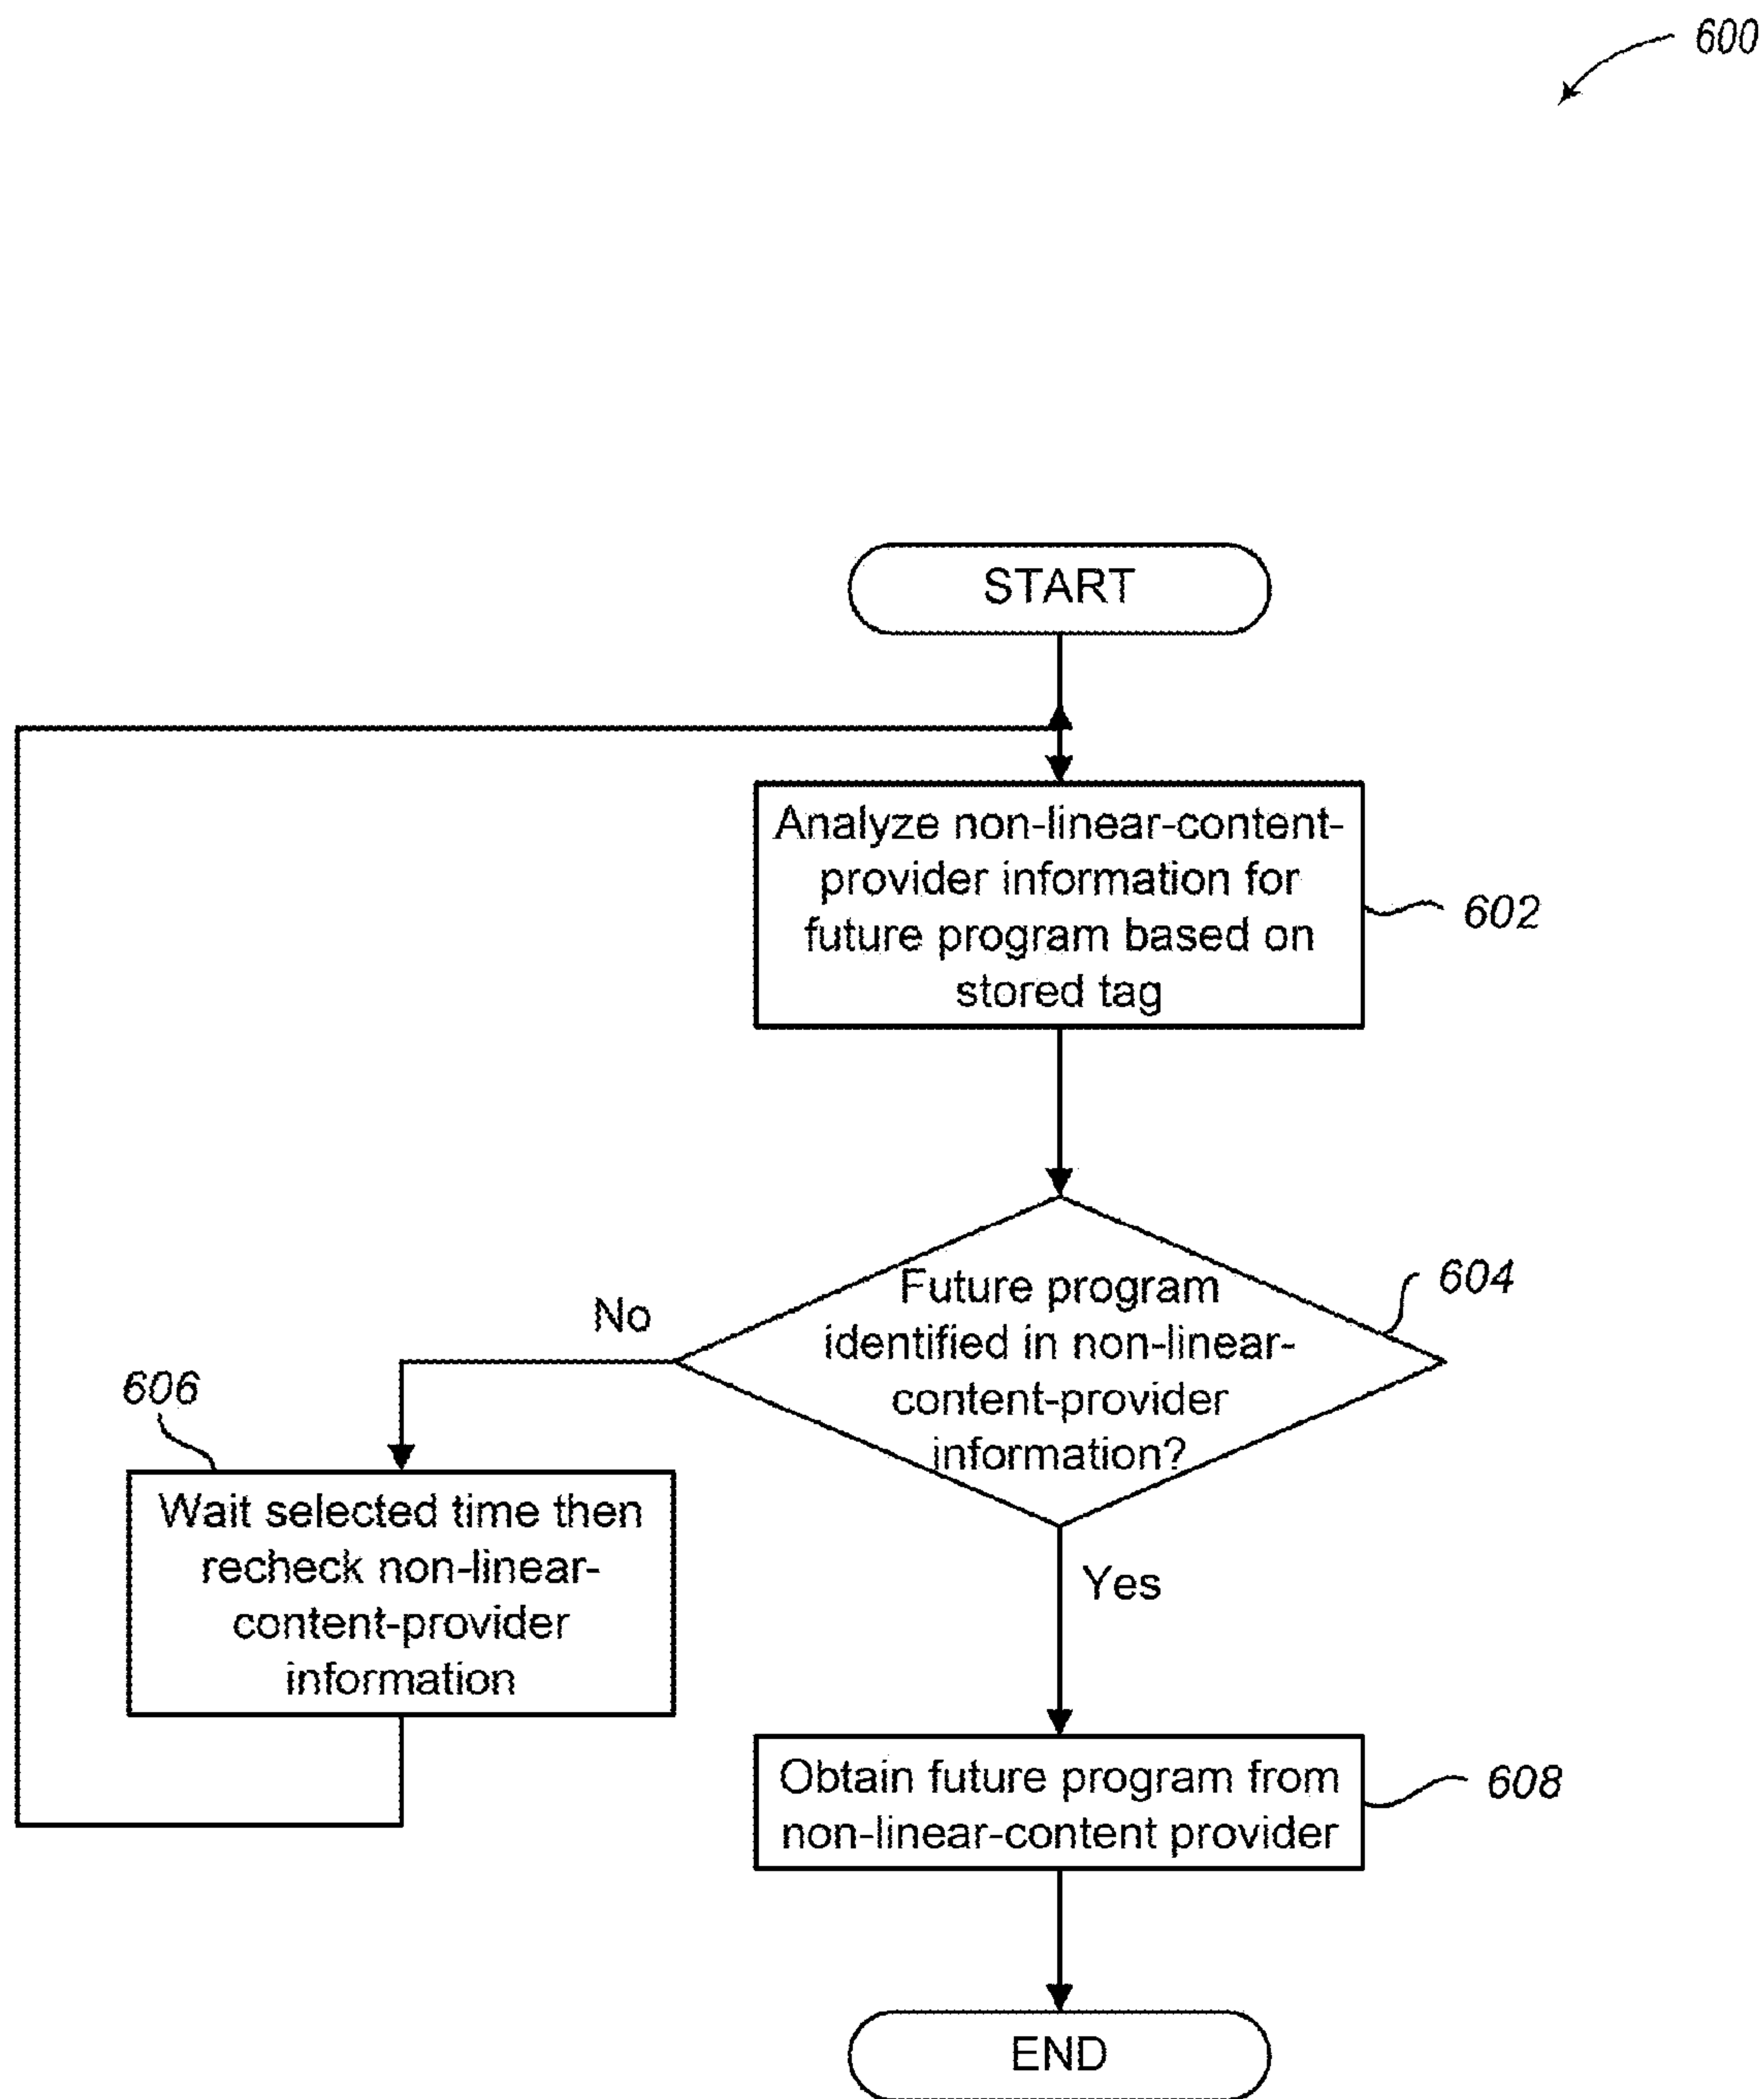 600
START
Analyze non-linear-content-
provider information for
future program based on
stored tag
602
Future program
identified in non-linear-
content-provider
information?
604
No
606
Wait selected time then
recheck non-linear-
content-provider
information
Yes
Obtain future program from
non-linear-content provider
608
END